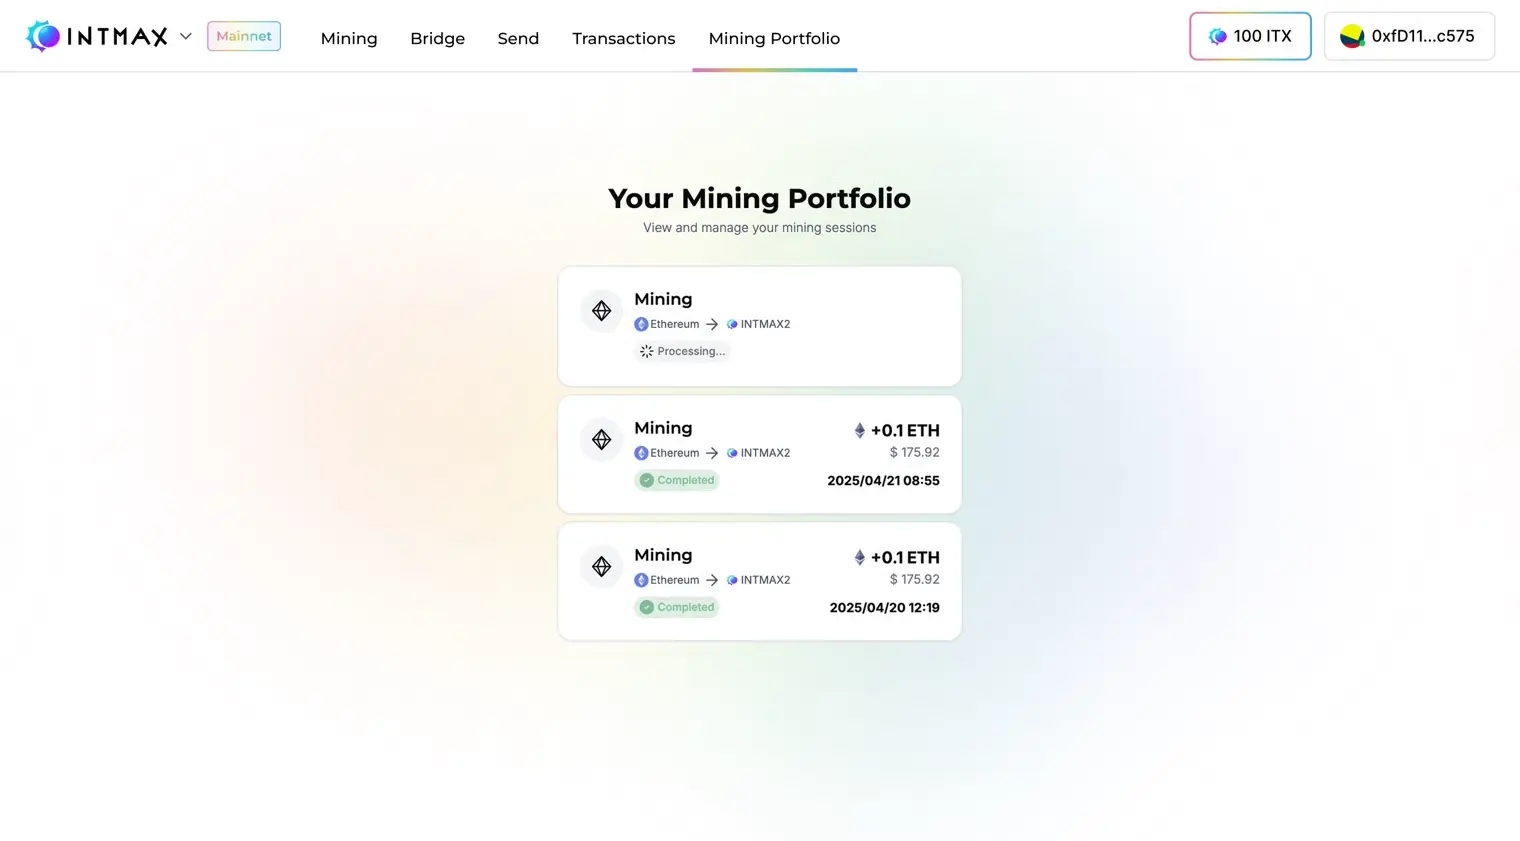 INTMAX Mainnet Mining Bridge Send Transactions Mining Portfolio 100 ITX 0xfD11...c575
Your Mining Portfolio
View and manage your mining sessions
Mining
Ethereum → INTMAX2
Processing...
Mining +0.1 ETH
Ethereum → INTMAX2 $ 175.92
Completed 2025/04/21 08:55
Mining +0.1 ETH
Ethereum → INTMAX2 $ 175.92
Completed 2025/04/20 12:19